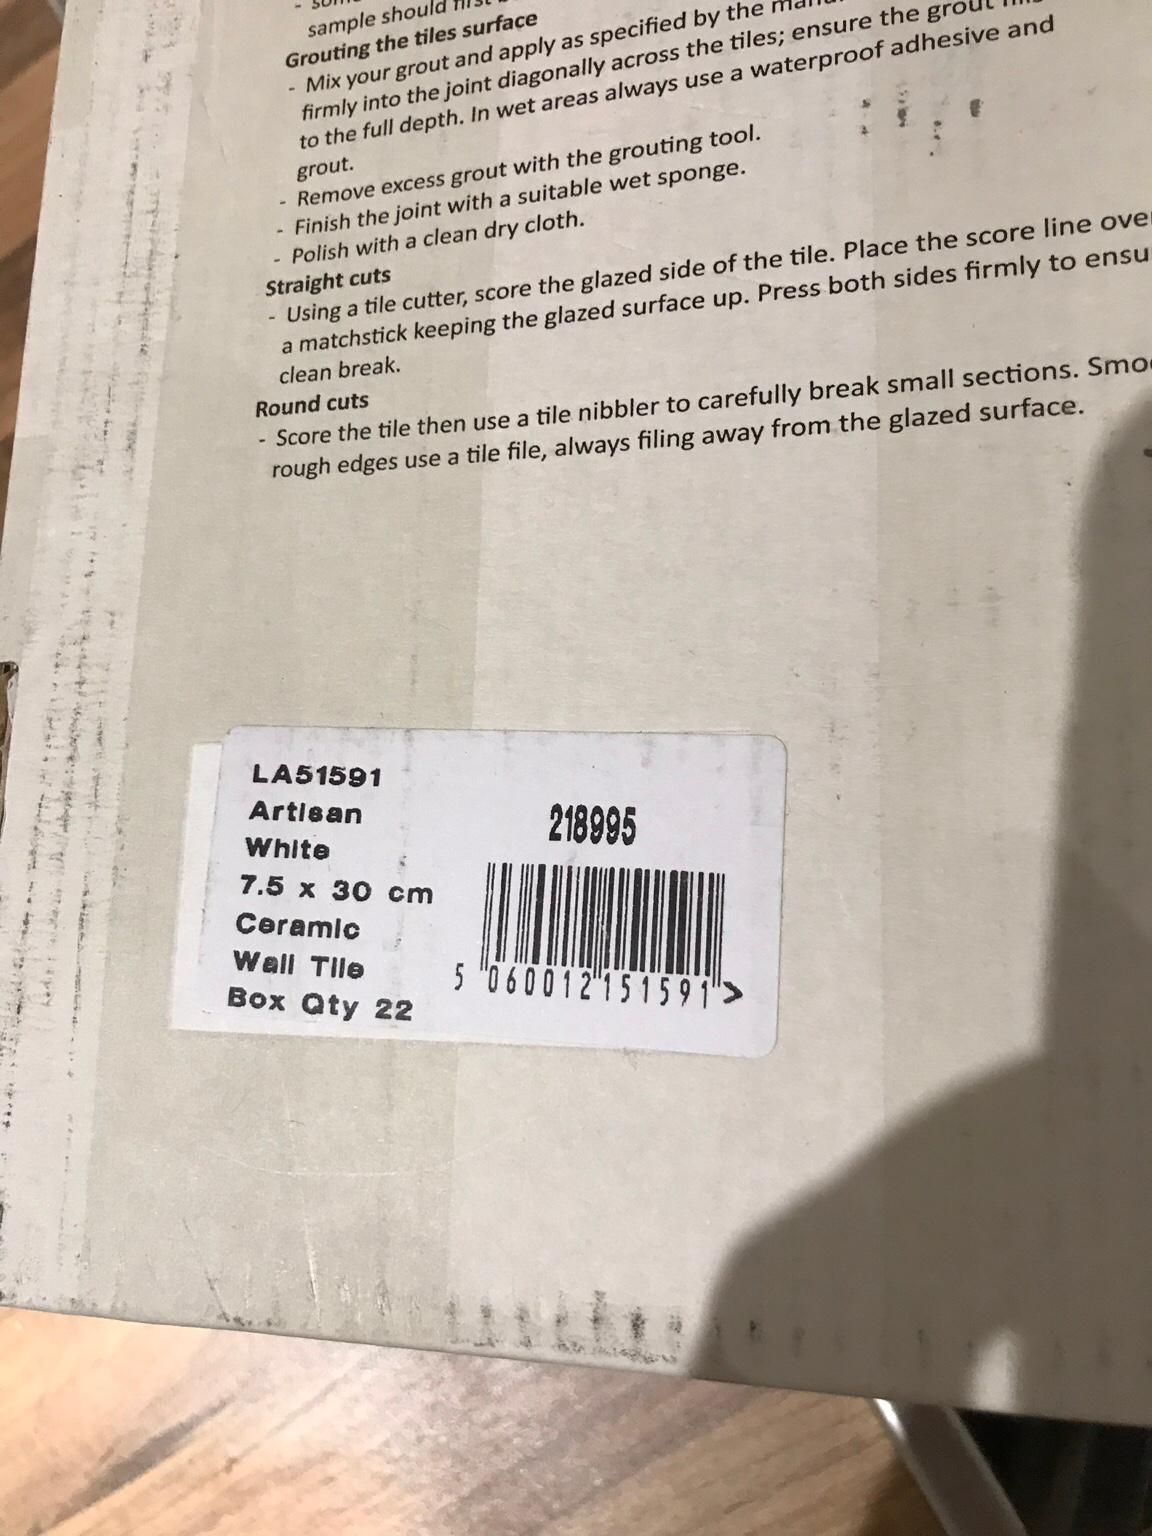 sample should first
Grouting the tiles surface
- Mix your grout and apply as specified by the
firmly into the joint diagonally across the tiles; ensure the grout fills
to the full depth. In wet areas always use a waterproof adhesive and
grout.
- Remove excess grout with the grouting tool.
- Finish the joint with a suitable wet sponge.
- Polish with a clean dry cloth.
Straight cuts
- Using a tile cutter, score the glazed side of the tile. Place the score line over
a matchstick keeping the glazed surface up. Press both sides firmly to ensu
clean break.
Round cuts
- Score the tile then use a tile nibbler to carefully break small sections. Smo
rough edges use a tile file, always filing away from the glazed surface.
LA51591
Artisan
White
7.5 x 30 cm
Ceramic
Wall Tile
Box Qty 22
218995
5 060012 151591 >